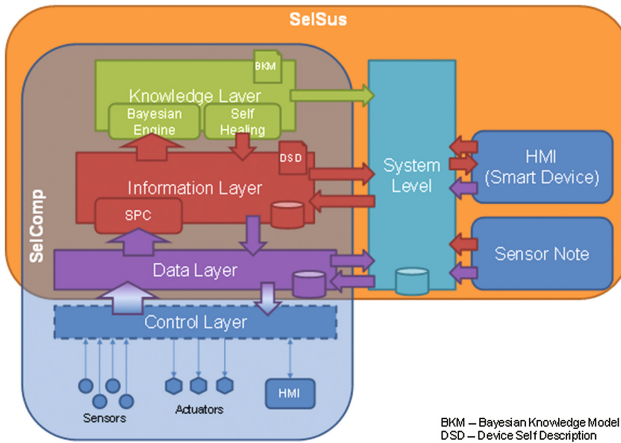 SelSus
BKM
Knowledge Layer
Bayesian
Engine
Self
Healing
DSD
Information Layer
SPC
System
Level
HMI
(Smart Device)
SelComp
Data Layer
Sensor Note
Control Layer
HMI
Sensors
Actuators
BKM – Bayesian Knowledge Model
DSD – Device Self Description